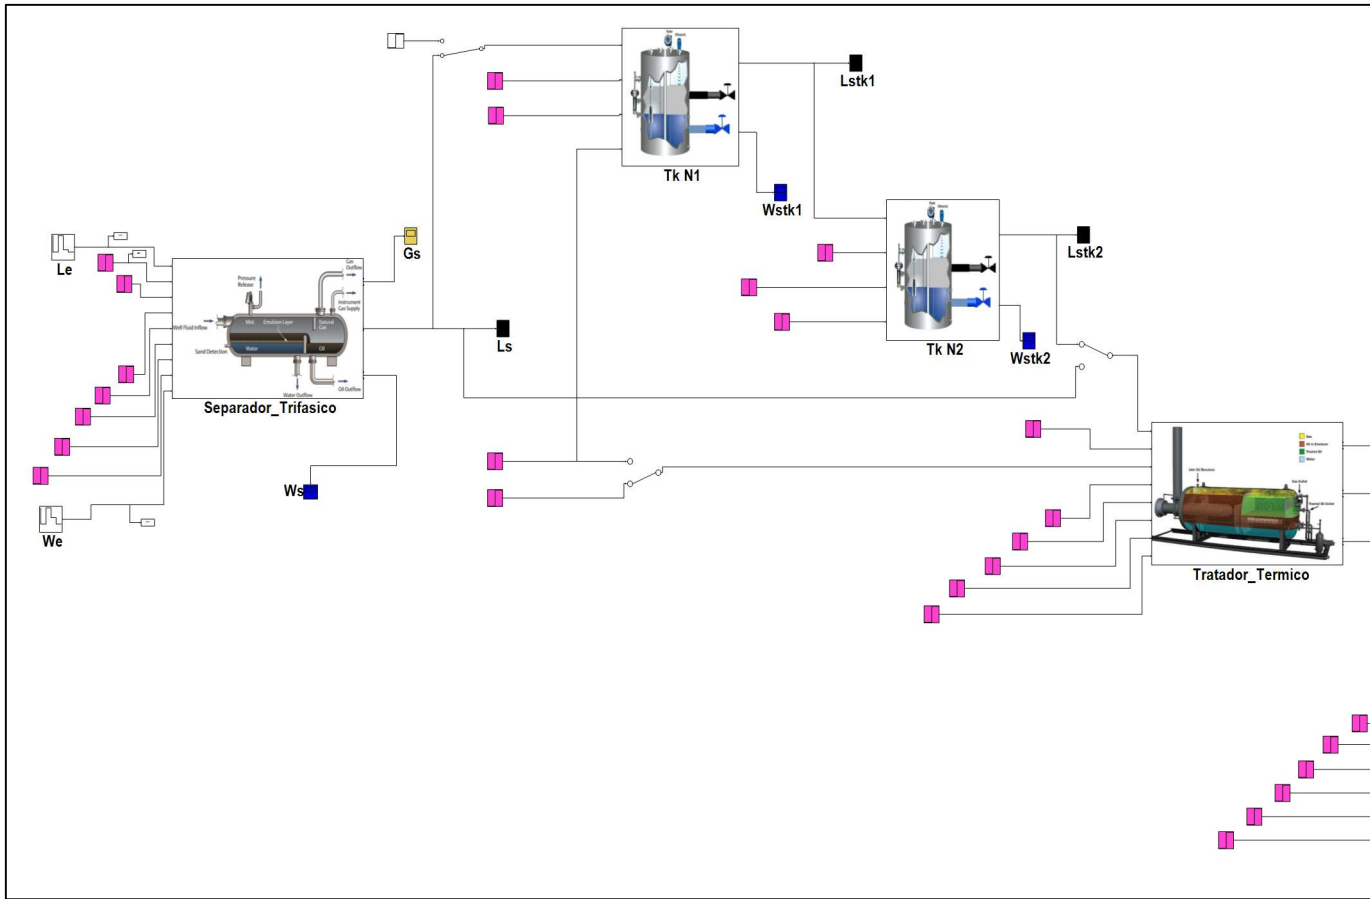 Lstk1
Tk N1
Wstk1
Le
Gs
Lstk2
Gas
Outflow
Pressure
Release
Instrument
Gas Supply
Well Fluid Inflow
Mist
Emulsion Layer
Natural
Gas
Sand Detection
Water
Oil
Water Outflow
Oil Outflow
Ls
Tk N2
Wstk2
Separador_Trifasico
Ws
We
Tratador_Termico